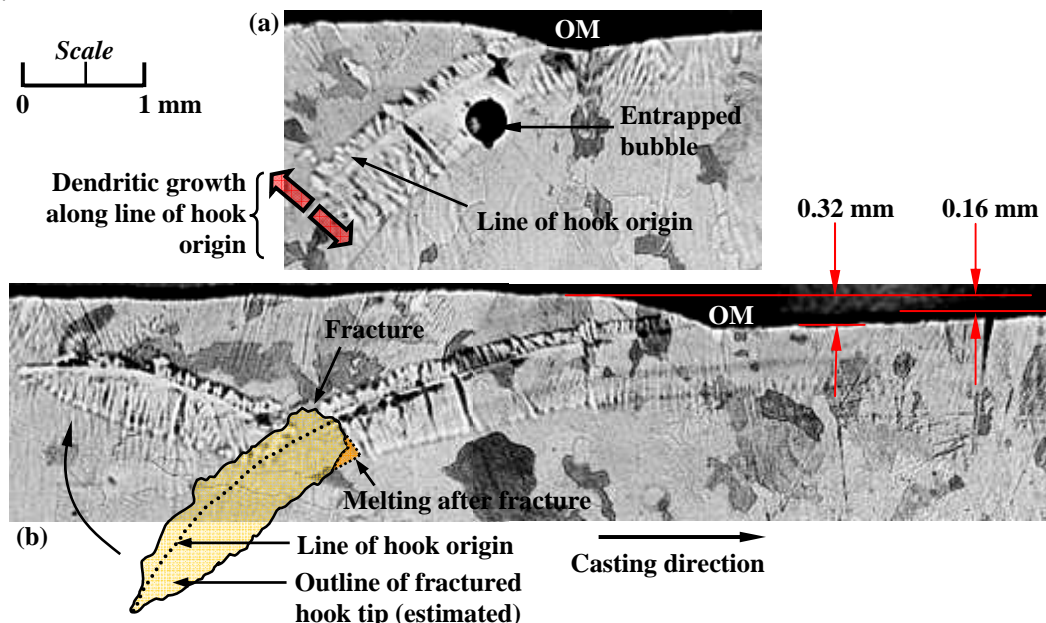 (a)
OM
Scale
0
1 mm
Entrapped
bubble
Dendritic growth
along line of hook
origin
Line of hook origin
0.32 mm
0.16 mm
OM
Fracture
Melting after fracture
(b)
Line of hook origin
Casting direction
Outline of fractured
hook tip (estimated)